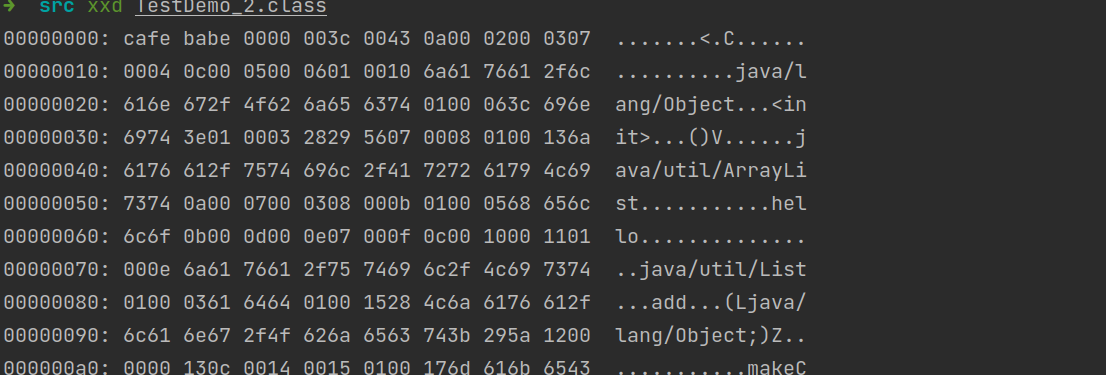 → src xxd TestDemo_2.class
00000000: cafe babe 0000 003c 0043 0a00 0200 0307 .......<.C......
00000010: 0004 0c00 0500 0601 0010 6a61 7661 2f6c ..........java/l
00000020: 616e 672f 4f62 6a65 6374 0100 063c 696e ang/Object...<in
00000030: 6974 3e01 0003 2829 5607 0008 0100 136a it>...()V......j
00000040: 6176 612f 7574 696c 2f41 7272 6179 4c69 ava/util/ArrayLi
00000050: 7374 0a00 0700 0308 000b 0100 0568 656c st...........hel
00000060: 6c6f 0b00 0d00 0e07 000f 0c00 1000 1101 lo..............
00000070: 000e 6a61 7661 2f75 7469 6c2f 4c69 7374 ..java/util/List
00000080: 0100 0361 6464 0100 1528 4c6a 6176 612f ...add...(Ljava/
00000090: 6c61 6e67 2f4f 626a 6563 743b 295a 1200 lang/Object;)Z..
000000a0: 0000 130c 0014 0015 0100 176d 616b 6543 ...........makeC